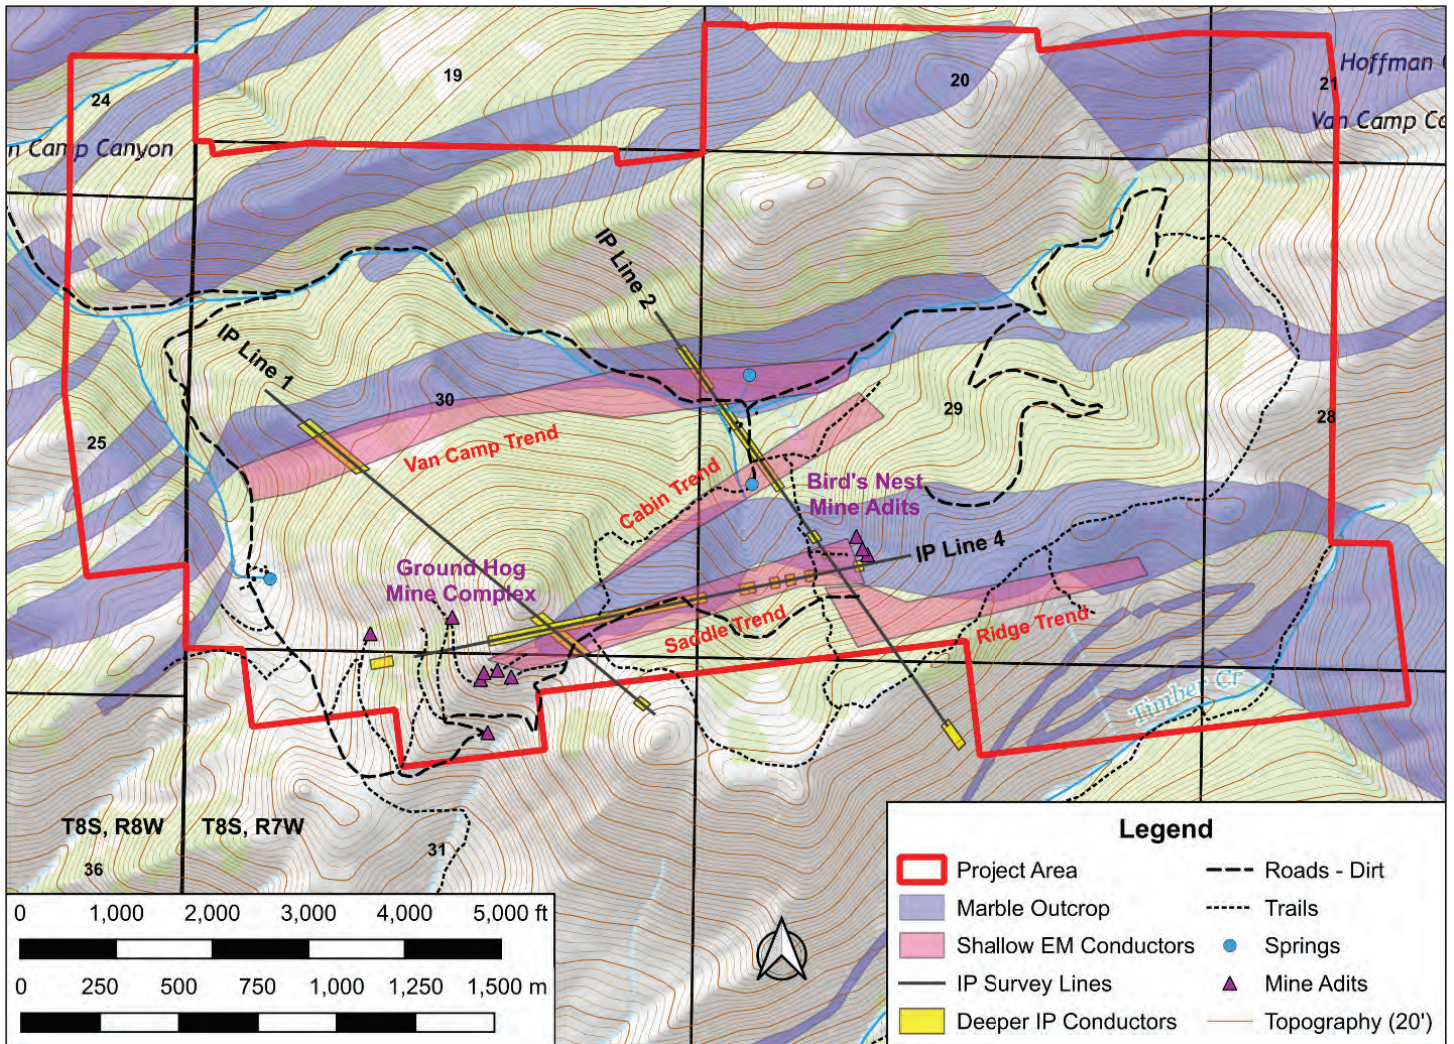 19
20
21
24
Hoffman
Van Camp Ca
n Camp Canyon
IP Line 2
IP Line 1
30
29
28
25
Van Camp Trend
Cabin Trend
Bird's Nest
Mine Adits
IP Line 4
Ground Hog
Mine Complex
Saddle Trend
Ridge Trend
Timber Cr
T8S, R8W
T8S, R7W
36
31
0 1,000 2,000 3,000 4,000 5,000 ft
0 250 500 750 1,000 1,250 1,500 m
Legend
Project Area
Marble Outcrop
Shallow EM Conductors
IP Survey Lines
Deeper IP Conductors
Roads - Dirt
Trails
Springs
Mine Adits
Topography (20')